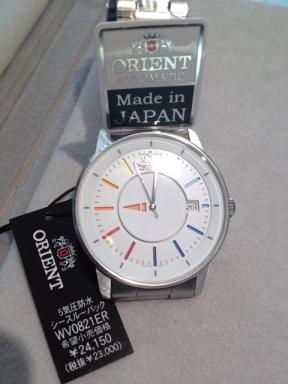 ORIENT
AUTOMATIC
Made in
JAPAN
20
ORIENT
5気圧防水
シースルーバック
WV0821ER
希望小売価格
￥24,150
(税抜￥23,000)